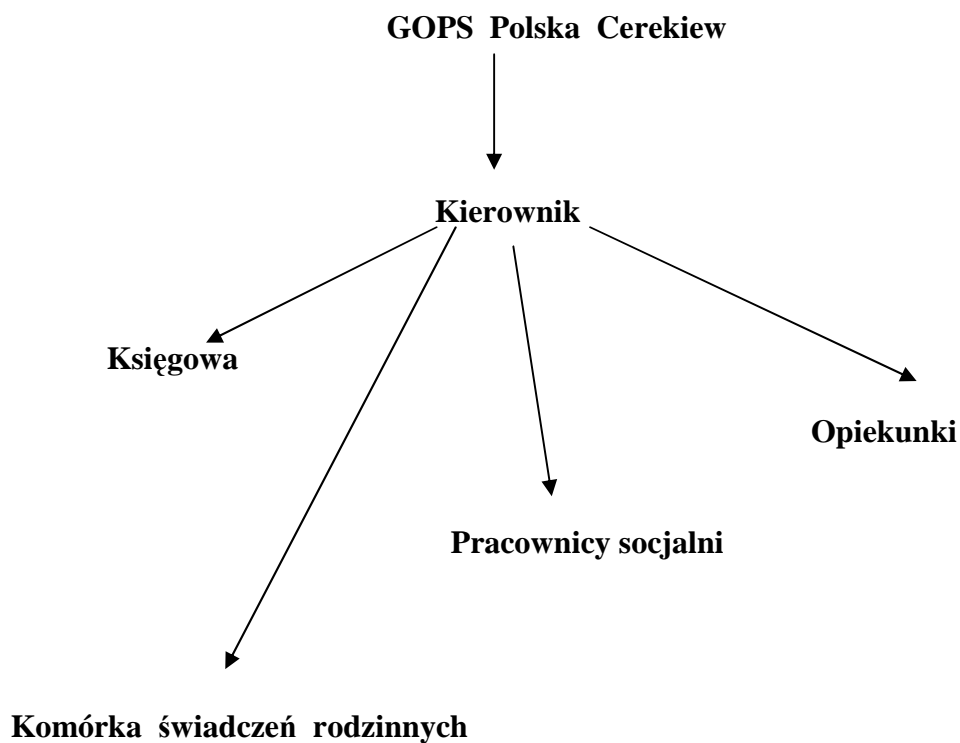 GOPS Polska Cerekiew
Kierownik
Księgowa
Opiekunki
Pracownicy socjalni
Komórka świadczeń rodzinnych